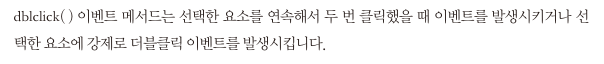 dblclick( ) 이벤트 메서드는 선택한 요소를 연속해서 두 번 클릭했을 때 이벤트를 발생시키거나 선
택한 요소에 강제로 더블클릭 이벤트를 발생시킵니다.